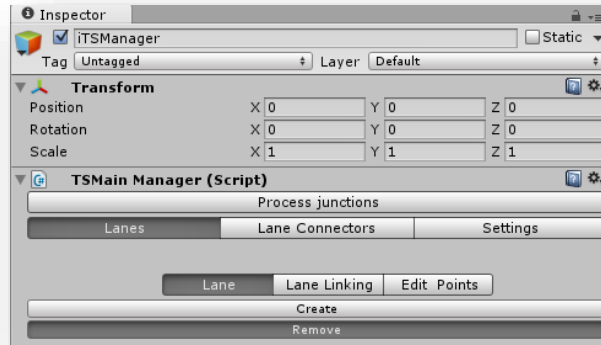 Inspector
iTSManager Static
Tag Untagged Layer Default
Transform
Position X 0 Y 0 Z 0
Rotation X 0 Y 0 Z 0
Scale X 1 Y 1 Z 1
TSMain Manager (Script)
Process junctions
Lanes Lane Connectors Settings
Lane Lane Linking Edit Points
Create
Remove